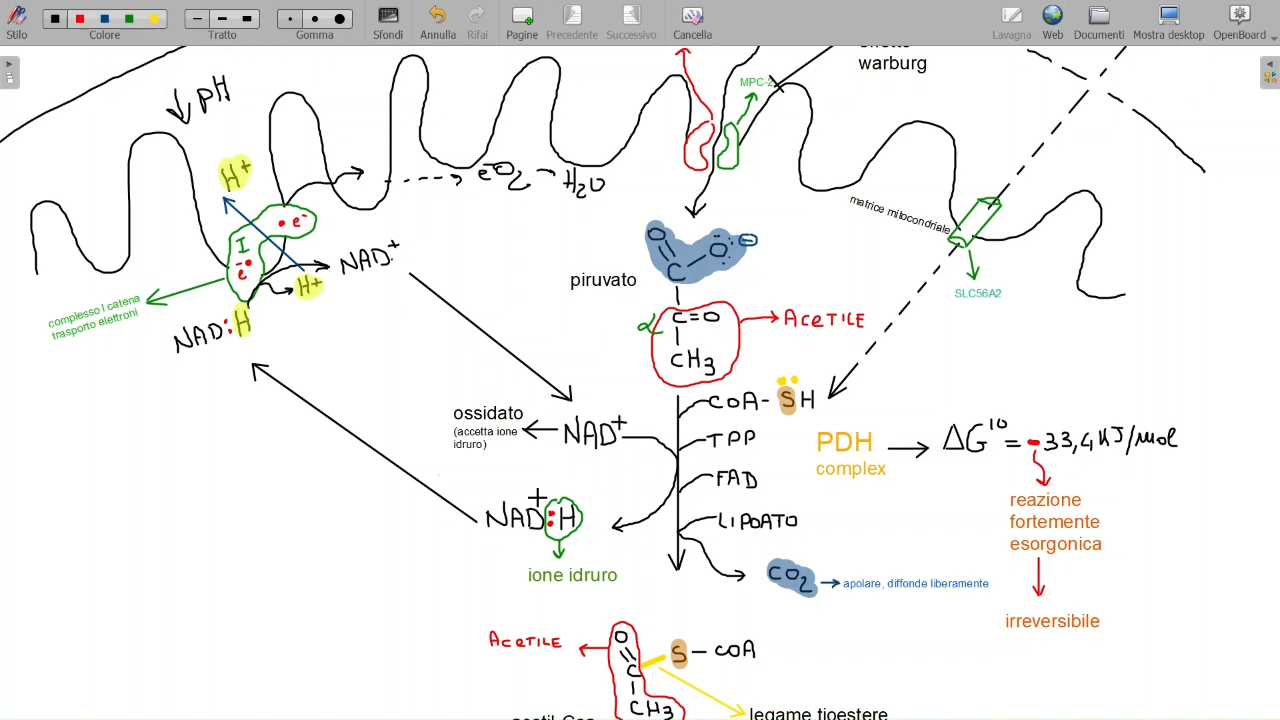 Stilo
Colore
Tratto
Gomma
Sfondi
Annulla
Rifai
Pagine
Precedente
Successivo
Cancella
Lavagna
Web
Documenti
Mostra desktop
OpenBoard
warburg
MPC-2
PH
H+
e- O2 H2O
matrice mitocondriale
• e-
I
e-
NAD+
H+
SLC56A2
complesso I catena
trasporto elettroni
NAD:H
piruvato
O
O
-
C
α
C=O
CH3
ACETILE
COA-SH
ossidato
(accetta ione
idruro)
NAD+
TPP
PDH
complex
ΔG'° = -33,4 KJ/mol
FAD
reazione
fortemente
esorgonica
NAD:H
+
LIPOATO
ione idruro
CO2
apolare, diffonde liberamente
irreversibile
ACETILE
O
C
S - COA
CH3
legame tioestere